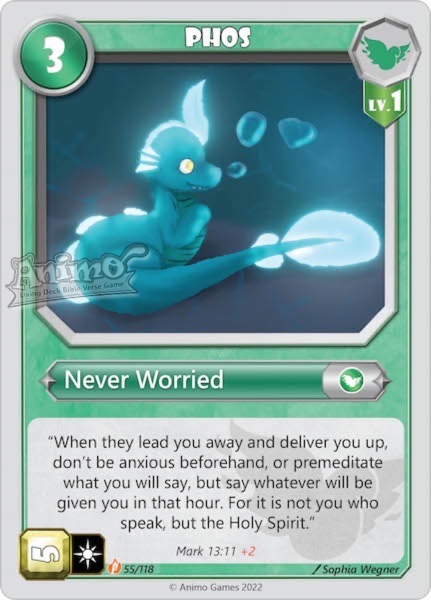 3
PHOS
LV.1
Animo
Living Deck Bible Verse Game
Never Worried
“When they lead you away and deliver you up,
don’t be anxious beforehand, or premeditate
what you will say, but say whatever will be
given you in that hour. For it is not you who
speak, but the Holy Spirit.”
Mark 13:11 +2
55/118
Sophia Wegner
© Animo Games 2022